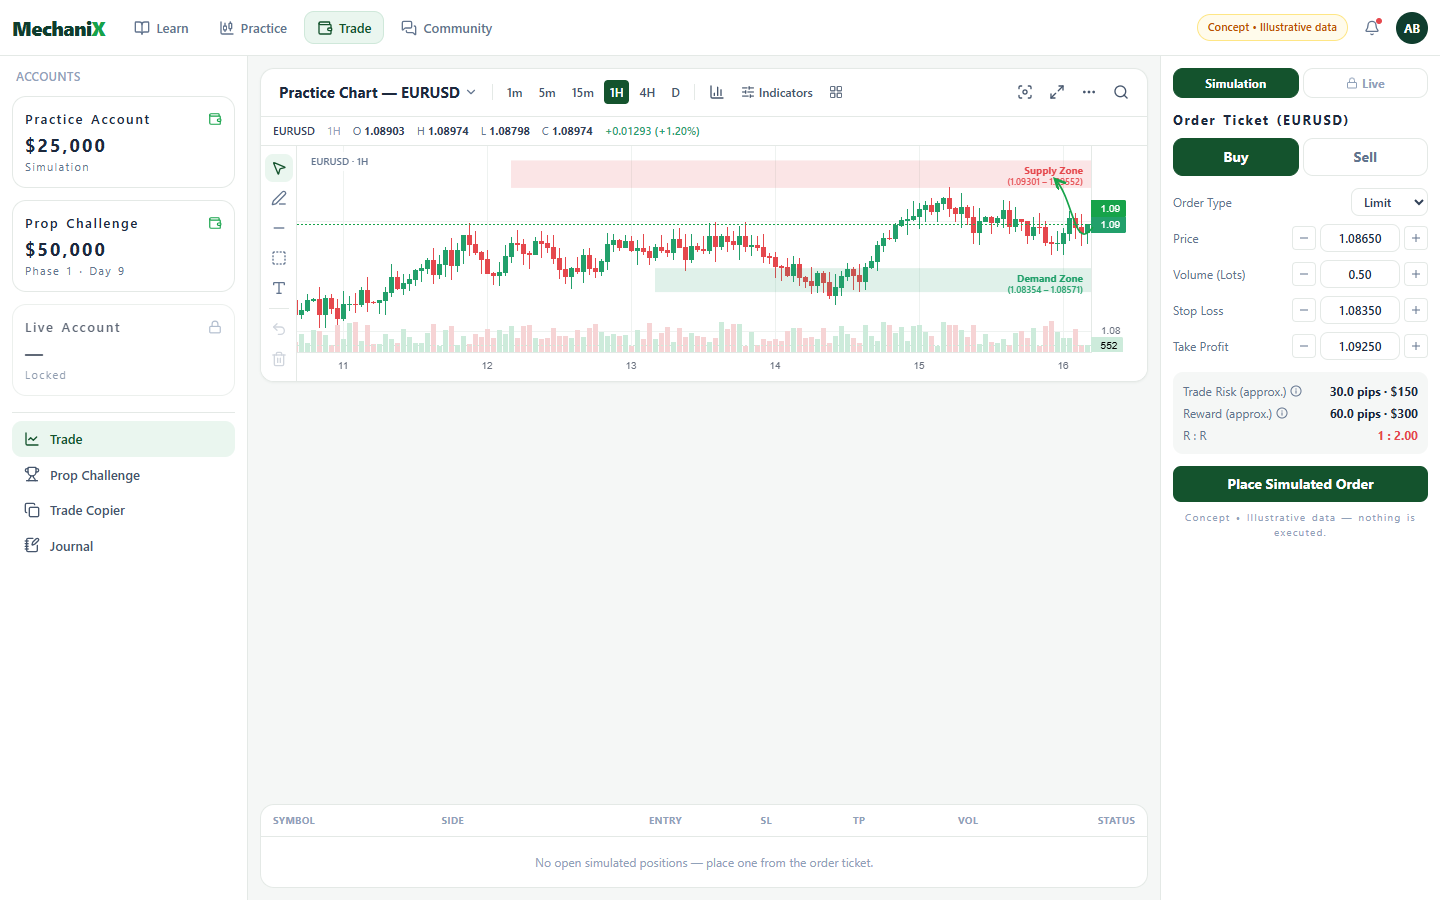 MechaniX
Learn
Practice
Trade
Community
Concept • Illustrative data
AB
ACCOUNTS
Practice Account
$25,000
Simulation
Prop Challenge
$50,000
Phase 1 · Day 9
Live Account
—
Locked
Trade
Prop Challenge
Trade Copier
Journal
Practice Chart — EURUSD
1m 5m 15m 1H 4H D
Indicators
EURUSD 1H O 1.08903 H 1.08974 L 1.08798 C 1.08974 +0.01293 (+1.20%)
EURUSD · 1H
Supply Zone
(1.09301 –
1.09
1.09
Demand Zone
(1.08354 – 1.08571)
1.08
552
11 12 13 14 15 16
SYMBOL SIDE ENTRY SL TP VOL STATUS
No open simulated positions — place one from the order ticket.
Simulation
Live
Order Ticket (EURUSD)
Buy
Sell
Order Type Limit
Price − 1.08650 +
Volume (Lots) − 0.50 +
Stop Loss − 1.08350 +
Take Profit − 1.09250 +
Trade Risk (approx.) 30.0 pips · $150
Reward (approx.) 60.0 pips · $300
R : R 1 : 2.00
Place Simulated Order
Concept • Illustrative data — nothing is
executed.